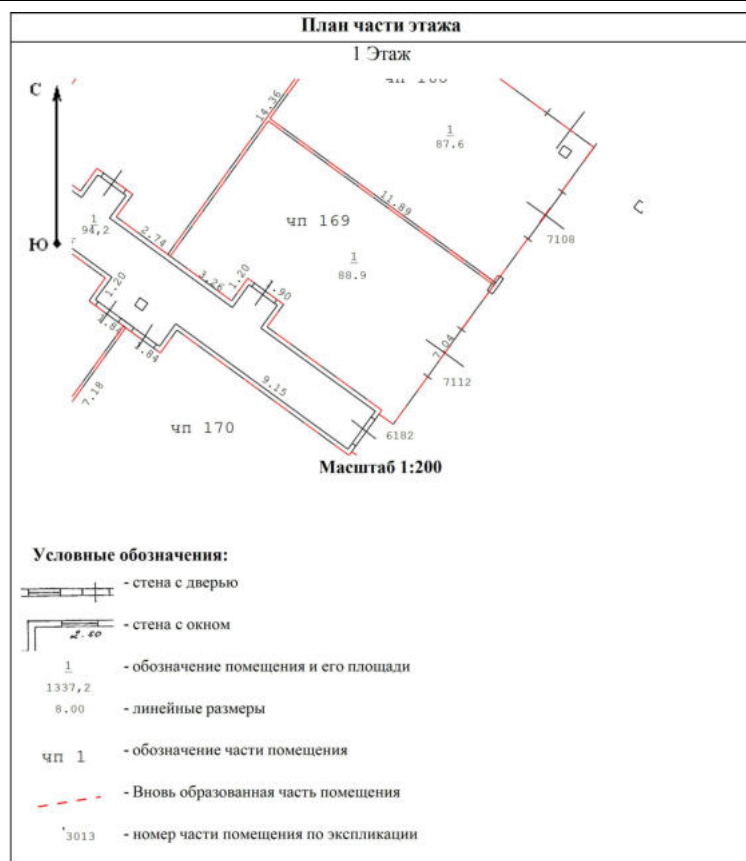 План части этажа
1 Этаж
С
14.36
1
87.6
11.89
чп 169
1
94,2
2.74
7108
Ю
1
88.9
3.26
1.20
.90
1.20
7112
9.15
7.18
чп 170
6182
Масштаб 1:200
Условные обозначения:
- стена с дверью
- стена с окном
2.50
1
1337,2
- обозначение помещения и его площади
8.00
- линейные размеры
чп 1
- обозначение части помещения
- Вновь образованная часть помещения
3013
- номер части помещения по экспликации